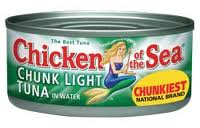 The Best Tuna
Chicken of the Sea®
CHUNK LIGHT
TUNA
IN WATER
CHUNKIEST
NATIONAL BRAND